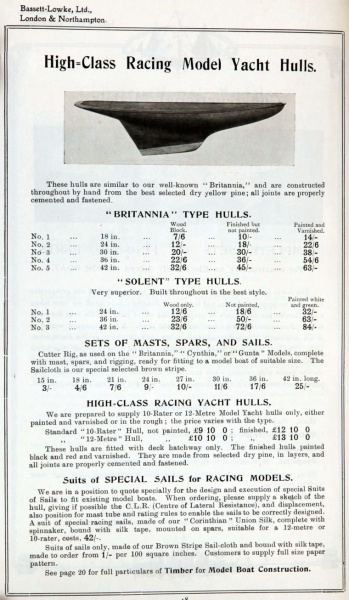 Bassett-Lowke, Ltd.,
London & Northampton.
High-Class Racing Model Yacht Hulls.
These hulls are similar to our well-known "Britannia," and are constructed
throughout by hand from the best selected dry yellow pine; all joints are properly
cemented and fastened.
"BRITANNIA" TYPE HULLS.
Wood Block. Finished but not painted. Painted and Varnished.
No. 1 ... 18 in. ... 7/6 ... 10/- ... 14/-
No. 2 ... 24 in. ... 12/- ... 18/- ... 22/6
No. 3 ... 30 in. ... 20/- ... 30/- ... 38/-
No. 4 ... 36 in. ... 22/6 ... 36/- ... 54/6
No. 5 ... 42 in. ... 32/6 ... 45/- ... 63/-
"SOLENT" TYPE HULLS.
Very superior. Built throughout in the best style.
Wood only. Not painted. Painted white and green.
No. 1 ... 24 in. ... 12/6 ... 18/6 ... 32/-
No. 2 ... 36 in. ... 23/6 ... 50/- ... 63/-
No. 3 ... 42 in. ... 32/6 ... 72/6 ... 84/-
SETS OF MASTS, SPARS, AND SAILS.
Cutter Rig, as used on the "Britannia," "Cynthia," or "Gunta" Models, complete
with mast, spars, and rigging, ready for fitting to a model boat of suitable size. The
Sailcloth is our special selected brown stripe.
15 in. 18 in. 21 in. 24 in. 27 in. 30 in. 36 in. 42 in. long.
3/- 4/6 7/6 9/- 10/- 11/6 17/6 25/-
HIGH-CLASS RACING YACHT HULLS.
We are prepared to supply 10-Rater or 12-Metre Model Yacht hulls only, either
painted and varnished or in the rough; the price varies with the type.
Standard "10-Rater" Hull, not painted, £9 10 0; finished, £12 10 0
,, "12-Metre" Hull, ,, £10 10 0; ,, £13 10 0
These hulls are fitted with deck hatchway only. The finished hulls painted
black and red and varnished. They are made from selected dry pine, in layers, and
all joints are properly cemented and fastened.
Suits of SPECIAL SAILS for RACING MODELS.
We are in a position to quote specially for the design and execution of special Suits
of Sails to fit existing model boats. When ordering, please supply a sketch of the
hull, giving if possible the C.L.R. (Centre of Lateral Resistance), and displacement,
also position for mast tube and rating rules to enable the sails to be correctly designed.
A suit of special racing sails, made of our "Corinthian" Union Silk, complete with
spinnaker, bound with silk tape, mounted on spars, suitable for a 12-metre or
10-rater, costs, 42/-.
Suits of sails only, made of our Brown Stripe Sail-cloth and bound with silk tape,
made to order from 1/- per 100 square inches. Customers to supply full size paper
pattern.
See page 20 for full particulars of Timber for Model Boat Construction.